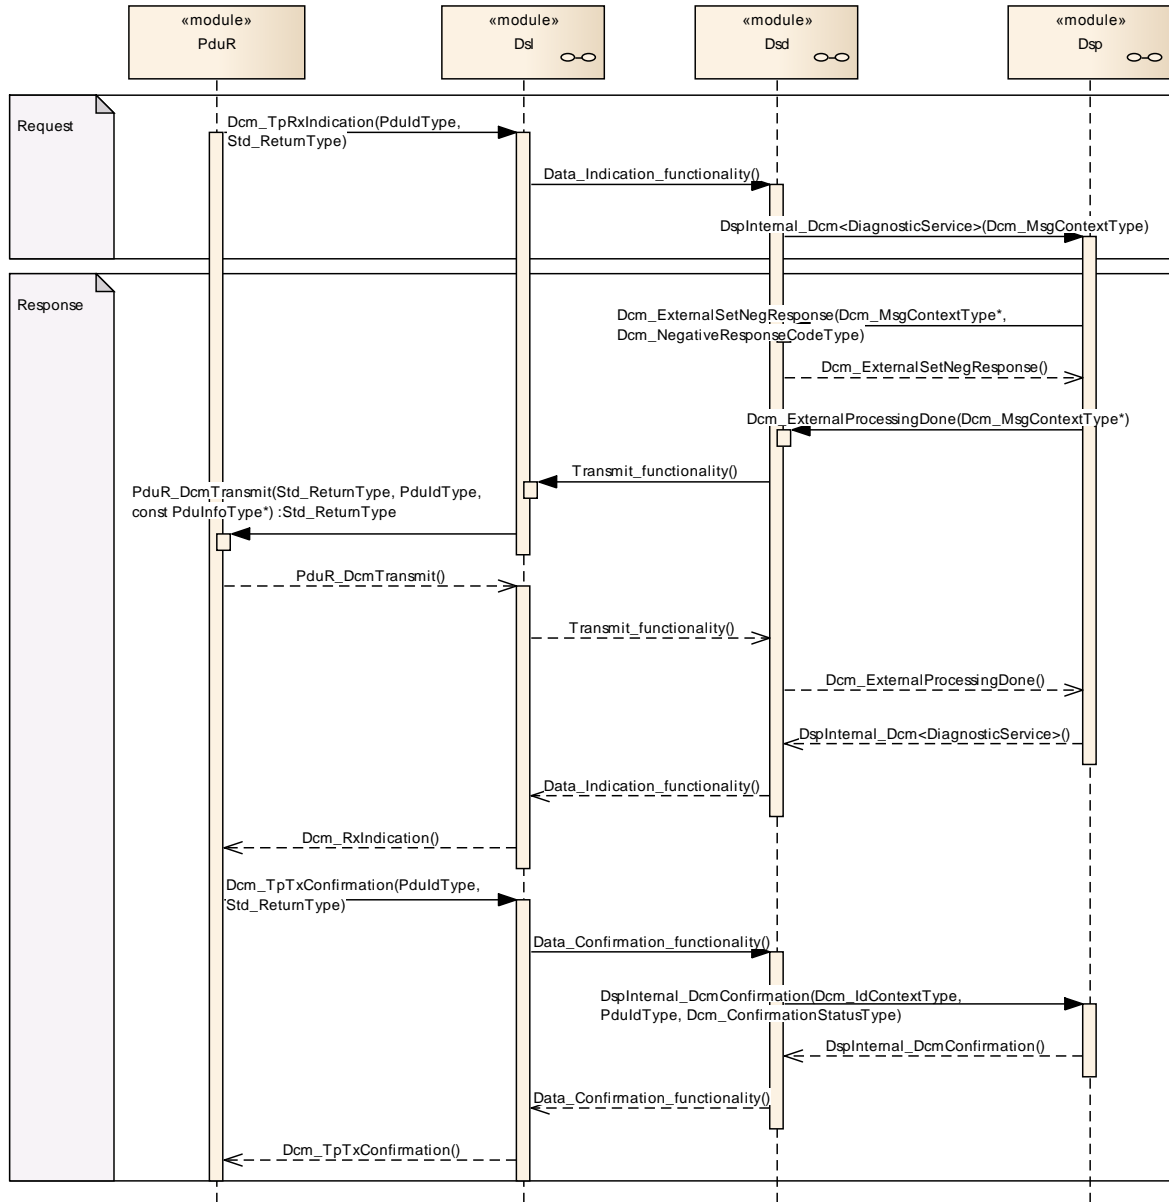 «module»
PduR
«module»
Dsl
«module»
Dsd
«module»
Dsp
Request
Dcm_TpRxIndication(PduIdType,
Std_ReturnType)
Data_Indication_functionality()
DspInternal_Dcm<DiagnosticService>(Dcm_MsgContextType)
Response
Dcm_ExternalSetNegResponse(Dcm_MsgContextType*,
Dcm_NegativeResponseCodeType)
Dcm_ExternalSetNegResponse()
Dcm_ExternalProcessingDone(Dcm_MsgContextType*)
Transmit_functionality()
PduR_DcmTransmit(Std_ReturnType, PduIdType,
const PduInfoType*) :Std_ReturnType
PduR_DcmTransmit()
Transmit_functionality()
Dcm_ExternalProcessingDone()
DspInternal_Dcm<DiagnosticService>()
Data_Indication_functionality()
Dcm_RxIndication()
Dcm_TpTxConfirmation(PduIdType,
Std_ReturnType)
Data_Confirmation_functionality()
DspInternal_DcmConfirmation(Dcm_IdContextType,
PduIdType, Dcm_ConfirmationStatusType)
DspInternal_DcmConfirmation()
Data_Confirmation_functionality()
Dcm_TpTxConfirmation()